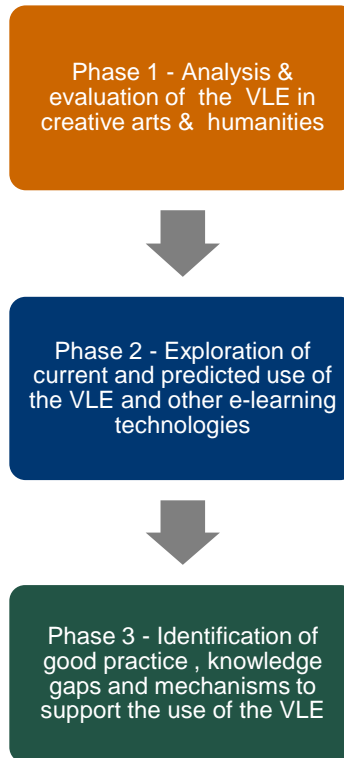 Phase 1 - Analysis &
evaluation of  the  VLE in
creative arts &  humanities
Phase 2 - Exploration of
current and predicted use of
the VLE and other e-learning
technologies
Phase 3 - Identification of
good practice , knowledge
gaps and mechanisms to
support the use of the VLE